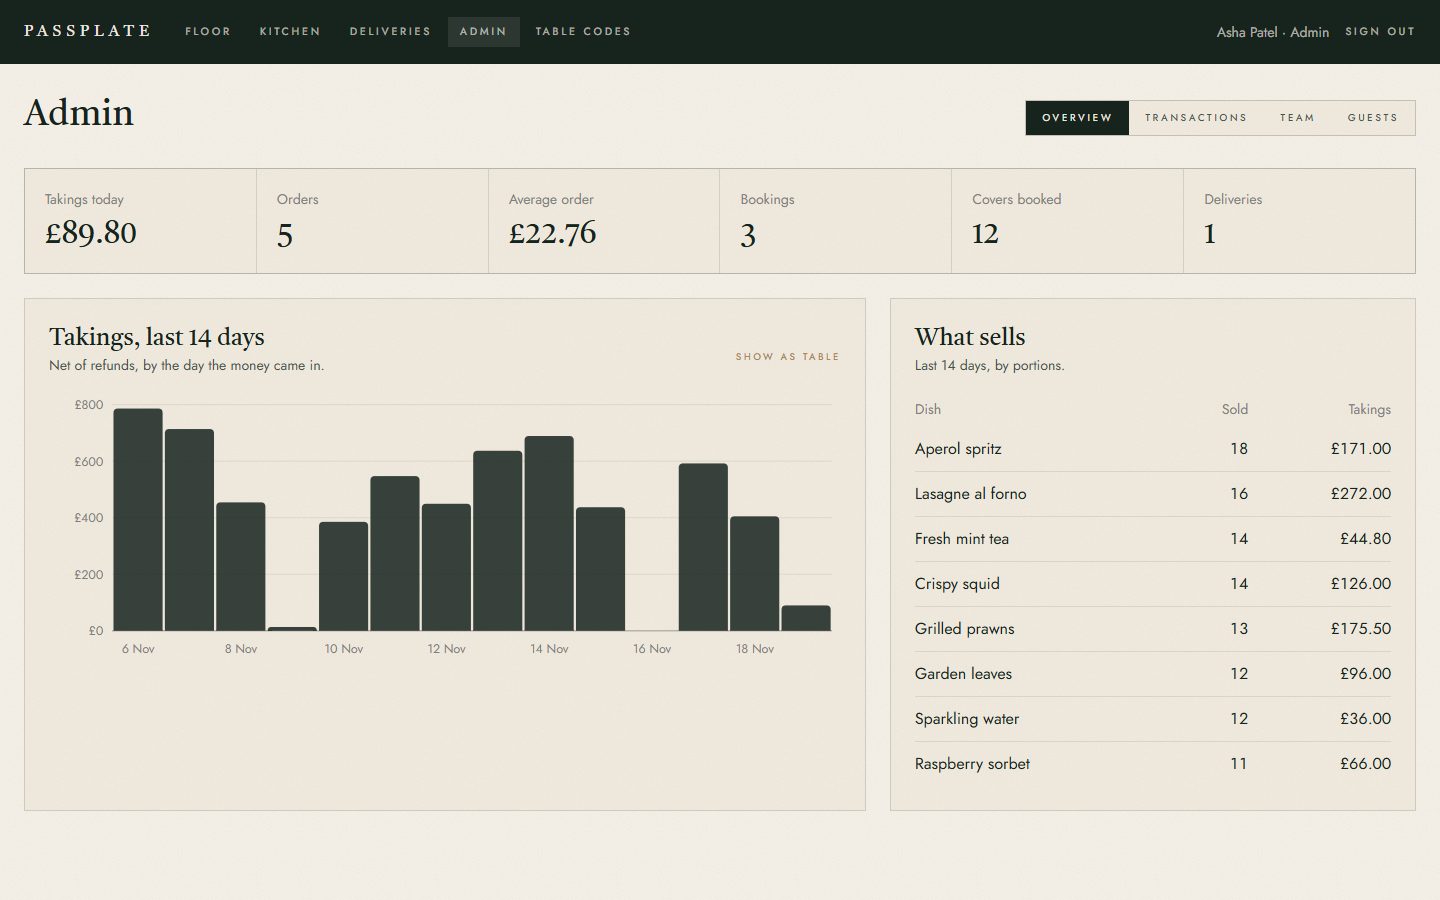 PASSPLATE FLOOR KITCHEN DELIVERIES ADMIN TABLE CODES Asha Patel · Admin SIGN OUT
Admin
OVERVIEW TRANSACTIONS TEAM GUESTS
Takings today Orders Average order Bookings Covers booked Deliveries
£89.80 5 £22.76 3 12 1
Takings, last 14 days
Net of refunds, by the day the money came in.
SHOW AS TABLE
£800
£600
£400
£200
£0
6 Nov 8 Nov 10 Nov 12 Nov 14 Nov 16 Nov 18 Nov
What sells
Last 14 days, by portions.
Dish Sold Takings
Aperol spritz 18 £171.00
Lasagne al forno 16 £272.00
Fresh mint tea 14 £44.80
Crispy squid 14 £126.00
Grilled prawns 13 £175.50
Garden leaves 12 £96.00
Sparkling water 12 £36.00
Raspberry sorbet 11 £66.00